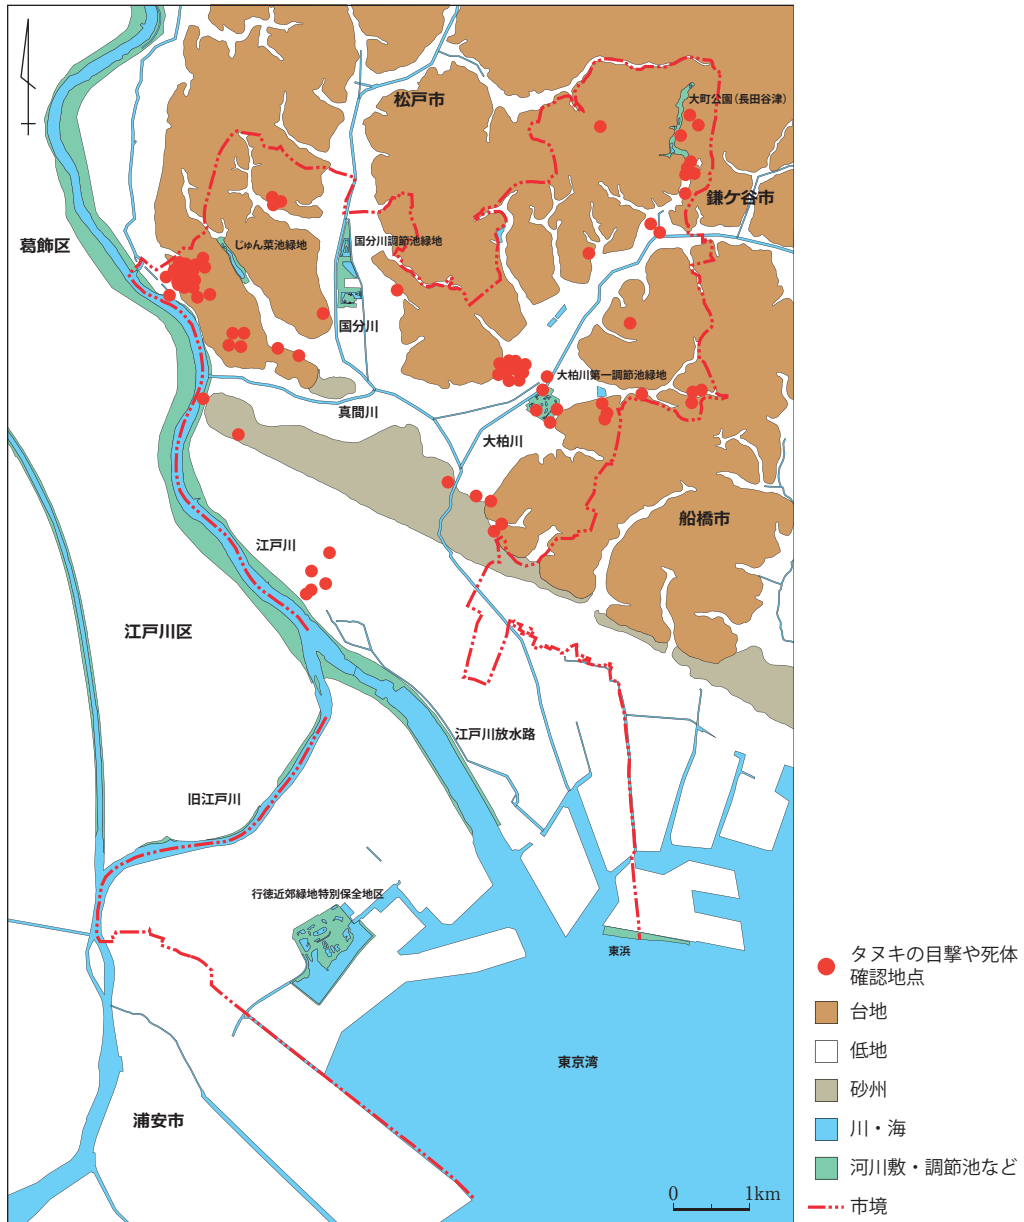 松戸市
大町公園(長田谷津)
鎌ケ谷市
葛飾区
じゅん菜池緑地
国分川調節池緑地
国分川
大柏川第一調節池緑地
真間川
大柏川
船橋市
江戸川
江戸川区
江戸川放水路
旧江戸川
行徳近郊緑地特別保全地区
東浜
東京湾
浦安市
0 1km
タヌキの目撃や死体
確認地点
台地
低地
砂州
川・海
河川敷・調節池など
市境